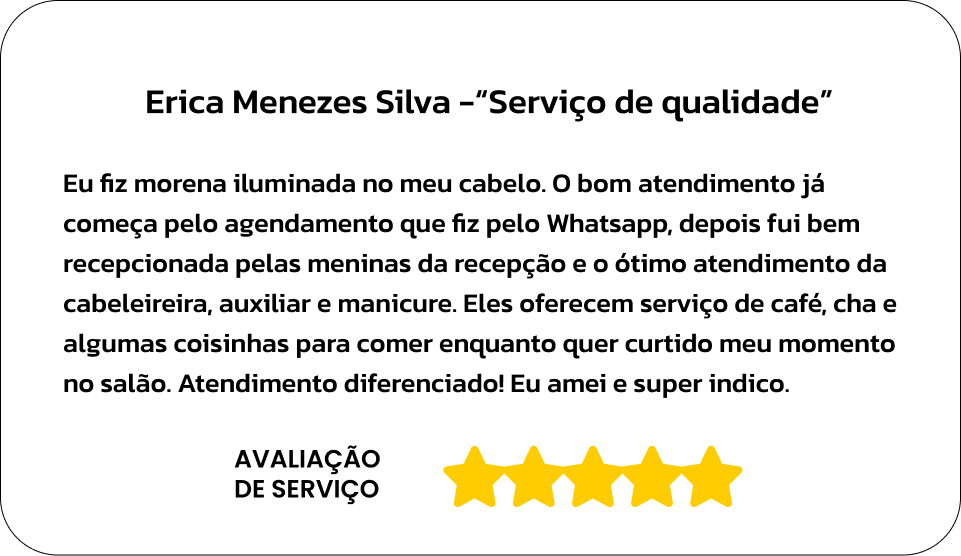 Erica Menezes Silva -“Serviço de qualidade”
Eu fiz morena iluminada no meu cabelo. O bom atendimento já
começa pelo agendamento que fiz pelo Whatsapp, depois fui bem
recepcionada pelas meninas da recepção e o ótimo atendimento da
cabeleireira, auxiliar e manicure. Eles oferecem serviço de café, cha e
algumas coisinhas para comer enquanto quer curtido meu momento
no salão. Atendimento diferenciado! Eu amei e super indico.
AVALIAÇÃO
DE SERVIÇO